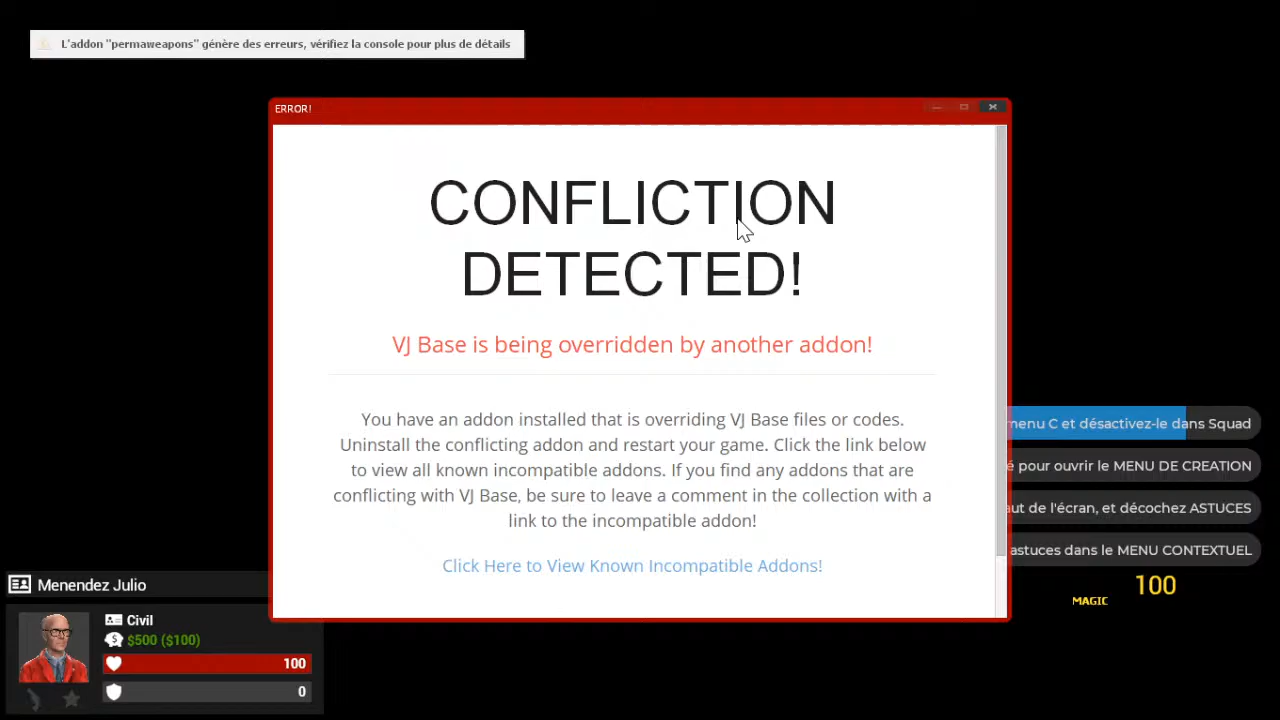 L'addon "permaweapons" génère des erreurs, vérifiez la console pour plus de détails
ERROR!
CONFLICTION
DETECTED!
VJ Base is being overridden by another addon!
You have an addon installed that is overriding VJ Base files or codes.
Uninstall the conflicting addon and restart your game. Click the link below
to view all known incompatible addons. If you find any addons that are
conflicting with VJ Base, be sure to leave a comment in the collection with a
link to the incompatible addon!
Click Here to View Known Incompatible Addons!
menu C et désactivez-le dans Squad
pour ouvrir le MENU DE CREATION
de l'écran, et décochez ASTUCES
astuces dans le MENU CONTEXTUEL
MAGIC 100
Menendez Julio
Civil
$500 ($100)
100
0